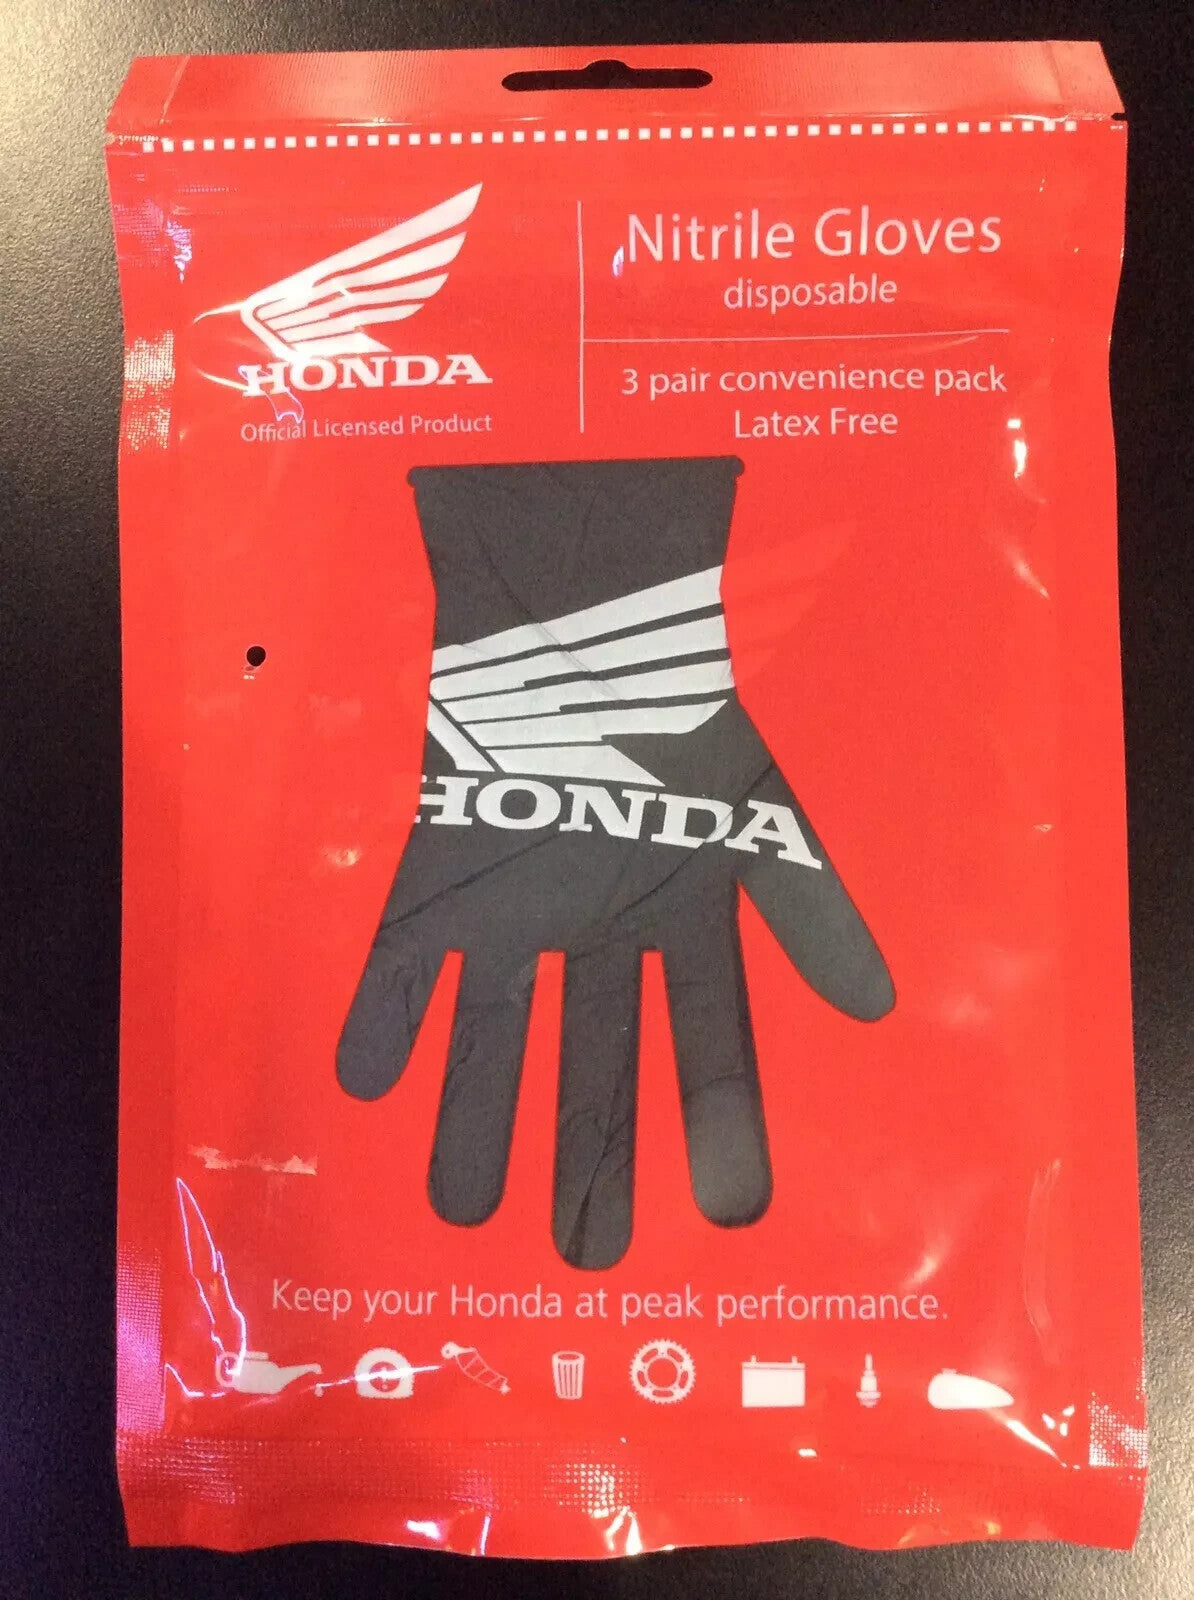 HONDA
Official Licensed Product
Nitrile Gloves
disposable
3 pair convenience pack
Latex Free
HONDA
Keep your Honda at peak performance.